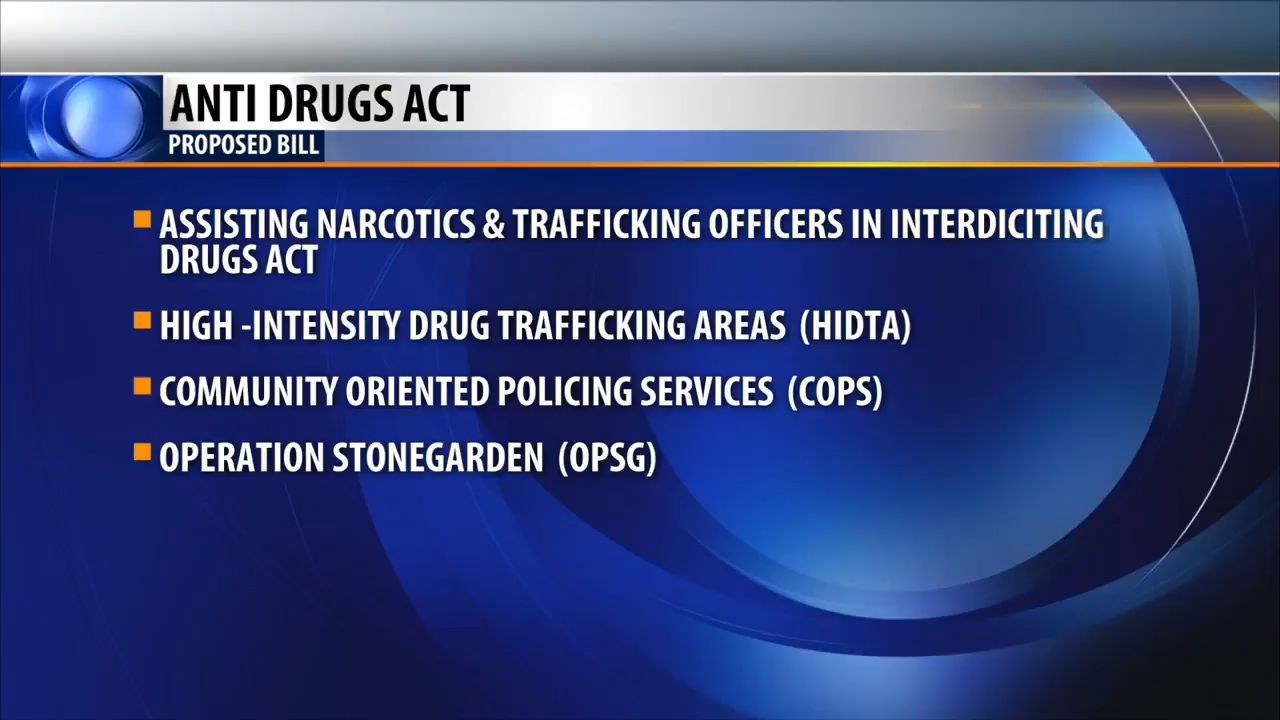 ANTI DRUGS ACT
PROPOSED BILL
ASSISTING NARCOTICS & TRAFFICKING OFFICERS IN INTERDICITING
DRUGS ACT
HIGH -INTENSITY DRUG TRAFFICKING AREAS (HIDTA)
COMMUNITY ORIENTED POLICING SERVICES (COPS)
OPERATION STONEGARDEN (OPSG)